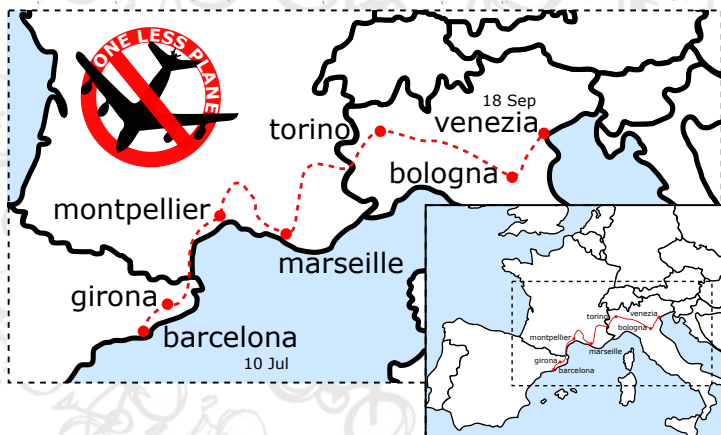 ONE LESS PLANE
18 Sep
torino
venezia
bologna
montpellier
marseille
girona
barcelona
10 Jul
torino
venezia
bologna
montpellier
marseille
girona
barcelona